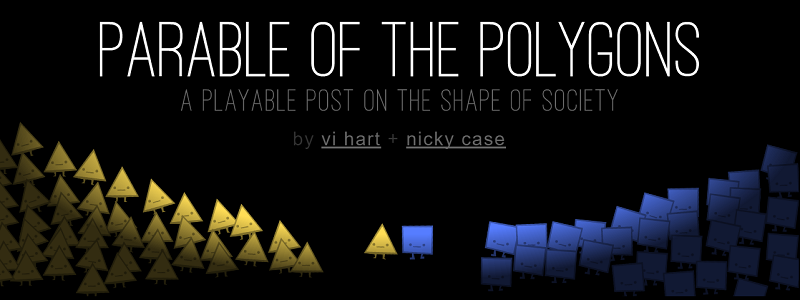 PARABLE OF THE POLYGONS
A PLAYABLE POST ON THE SHAPE OF SOCIETY
by vi hart + nicky case